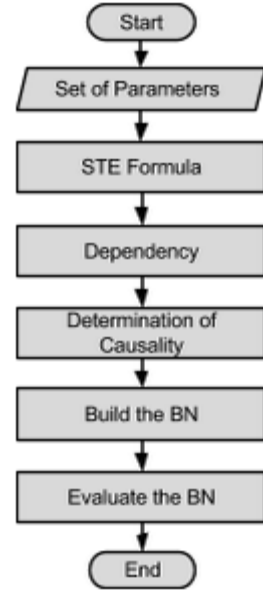 Start
Set of Parameters
STE Formula
Dependency
Determination of
Causality
Build the BN
Evaluate the BN
End